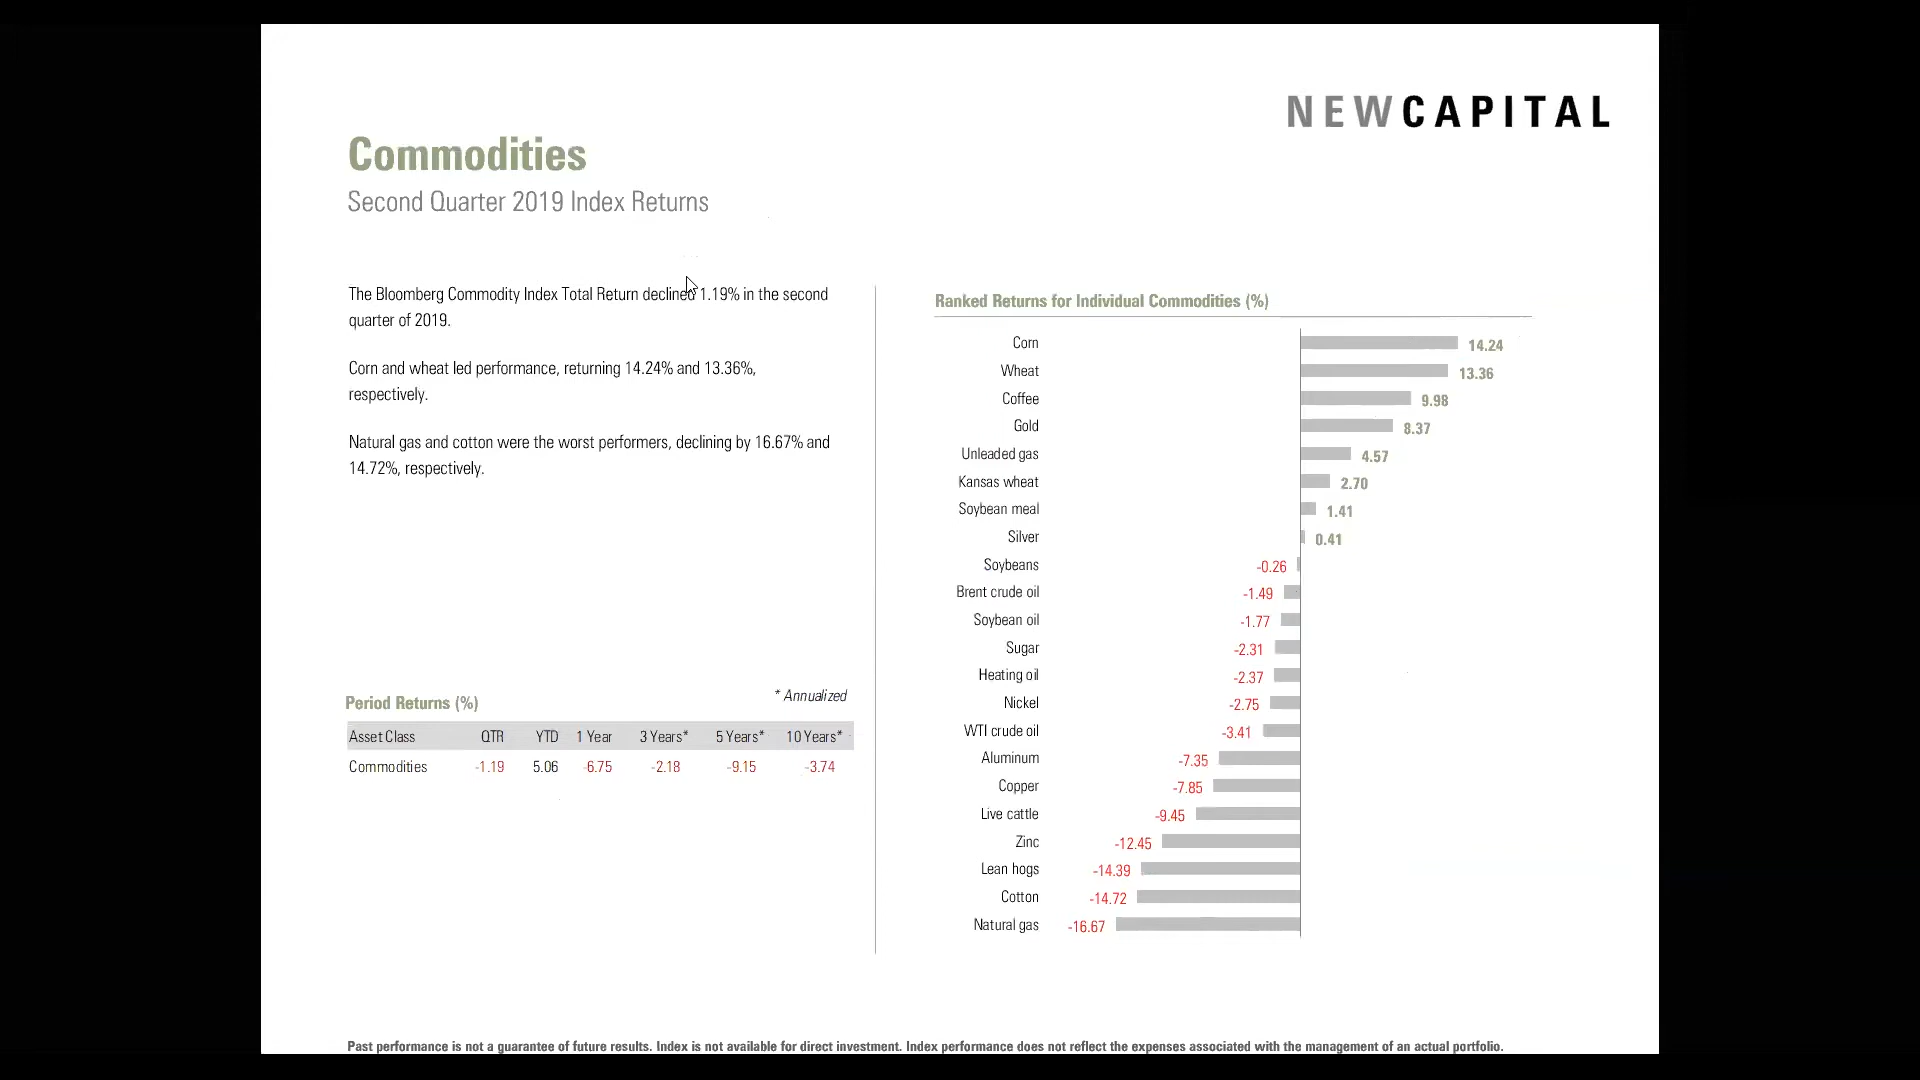 NEWCAPITAL
Commodities
Second Quarter 2019 Index Returns
The Bloomberg Commodity Index Total Return declined 1.19% in the second
quarter of 2019.
Corn and wheat led performance, returning 14.24% and 13.36%,
respectively.
Natural gas and cotton were the worst performers, declining by 16.67% and
14.72%, respectively.
Period Returns (%)
* Annualized
Asset Class QTR YTD 1 Year 3 Years* 5 Years* 10 Years*
Commodities -1.19 5.06 -6.75 -2.18 -9.15 -3.74
Ranked Returns for Individual Commodities (%)
Corn 14.24
Wheat 13.36
Coffee 9.98
Gold 8.37
Unleaded gas 4.57
Kansas wheat 2.70
Soybean meal 1.41
Silver 0.41
Soybeans -0.26
Brent crude oil -1.49
Soybean oil -1.77
Sugar -2.31
Heating oil -2.37
Nickel -2.75
WTI crude oil -3.41
Aluminum -7.35
Copper -7.85
Live cattle -9.45
Zinc -12.45
Lean hogs -14.39
Cotton -14.72
Natural gas -16.67
Past performance is not a guarantee of future results. Index is not available for direct investment. Index performance does not reflect the expenses associated with the management of an actual portfolio.